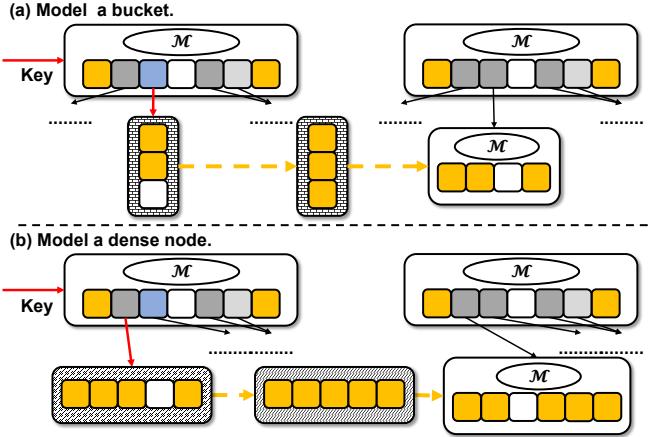 (a) Model a bucket.
ℳ
ℳ
Key
ℳ
(b) Model a dense node.
ℳ
ℳ
Key
ℳ